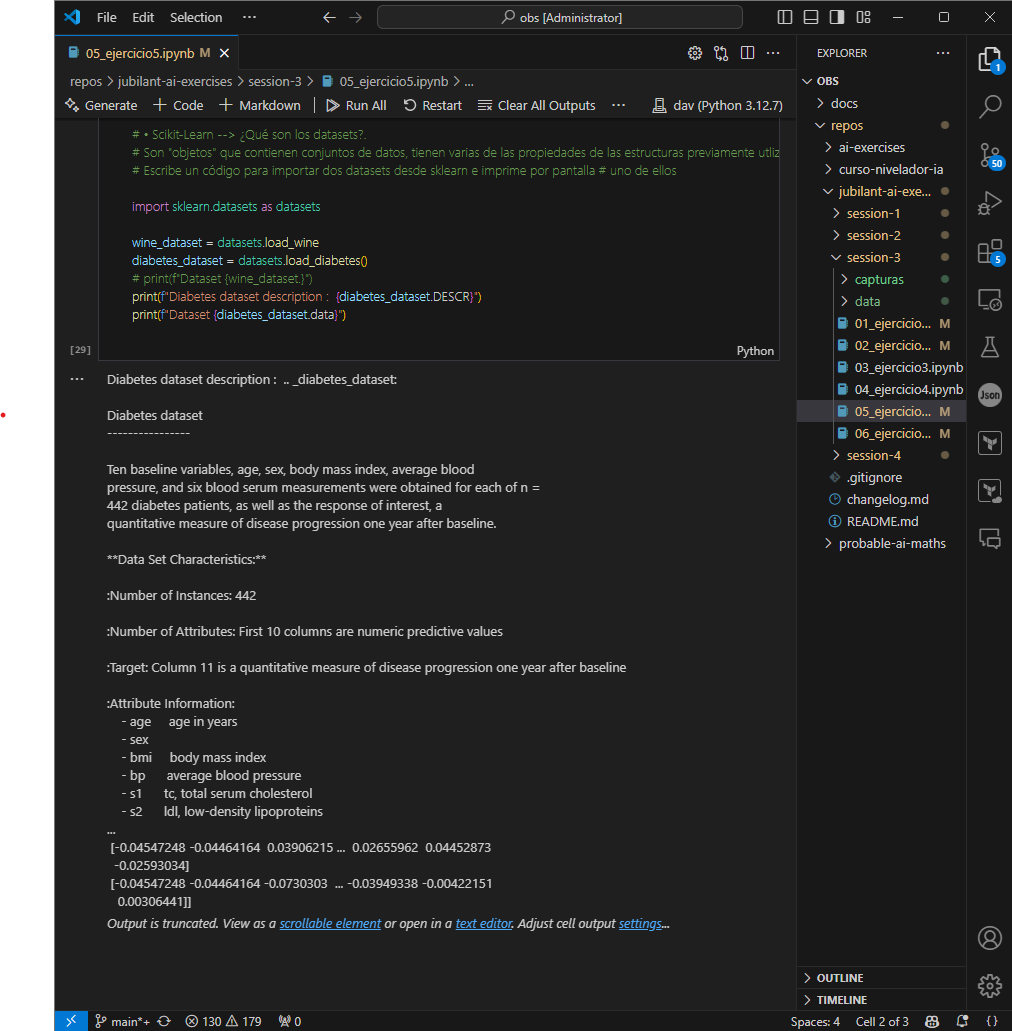 File Edit Selection ··· obs [Administrator]
05_ejercicio5.ipynb M
repos > jubilant-ai-exercises > session-3 > 05_ejercicio5.ipynb > ...
Generate + Code + Markdown Run All Restart Clear All Outputs ··· dav (Python 3.12.7)
# • Scikit-Learn --> ¿Qué son los datasets?.
# Son "objetos" que contienen conjuntos de datos, tienen varias de las propiedades de las estructuras previamente utliz
# Escribe un código para importar dos datasets desde sklearn e imprime por pantalla # uno de ellos
import sklearn.datasets as datasets
wine_dataset = datasets.load_wine
diabetes_dataset = datasets.load_diabetes()
# print(f"Dataset {wine_dataset.}")
print(f"Diabetes dataset description : {diabetes_dataset.DESCR}")
print(f"Dataset {diabetes_dataset.data}")
[29]
Python
Diabetes dataset description : .. _diabetes_dataset:
Diabetes dataset
----------------
Ten baseline variables, age, sex, body mass index, average blood
pressure, and six blood serum measurements were obtained for each of n =
442 diabetes patients, as well as the response of interest, a
quantitative measure of disease progression one year after baseline.
**Data Set Characteristics:**
:Number of Instances: 442
:Number of Attributes: First 10 columns are numeric predictive values
:Target: Column 11 is a quantitative measure of disease progression one year after baseline
:Attribute Information:
- age age in years
- sex
- bmi body mass index
- bp average blood pressure
- s1 tc, total serum cholesterol
- s2 ldl, low-density lipoproteins
...
[-0.04547248 -0.04464164 0.03906215 ... 0.02655962 0.04452873
-0.02593034]
[-0.04547248 -0.04464164 -0.0730303 ... -0.03949338 -0.00422151
0.00306441]]
Output is truncated. View as a scrollable element or open in a text editor. Adjust cell output settings...
EXPLORER
OBS
docs
repos
ai-exercises
curso-nivelador-ia
jubilant-ai-exe...
session-1
session-2
session-3
capturas
data
01_ejercicio... M
02_ejercicio... M
03_ejercicio3.ipynb
04_ejercicio4.ipynb
05_ejercicio... M
06_ejercicio... M
session-4
.gitignore
changelog.md
README.md
probable-ai-maths
OUTLINE
TIMELINE
1
50
5
Json
main*+ 130 179 0 Spaces: 4 Cell 2 of 3 {}